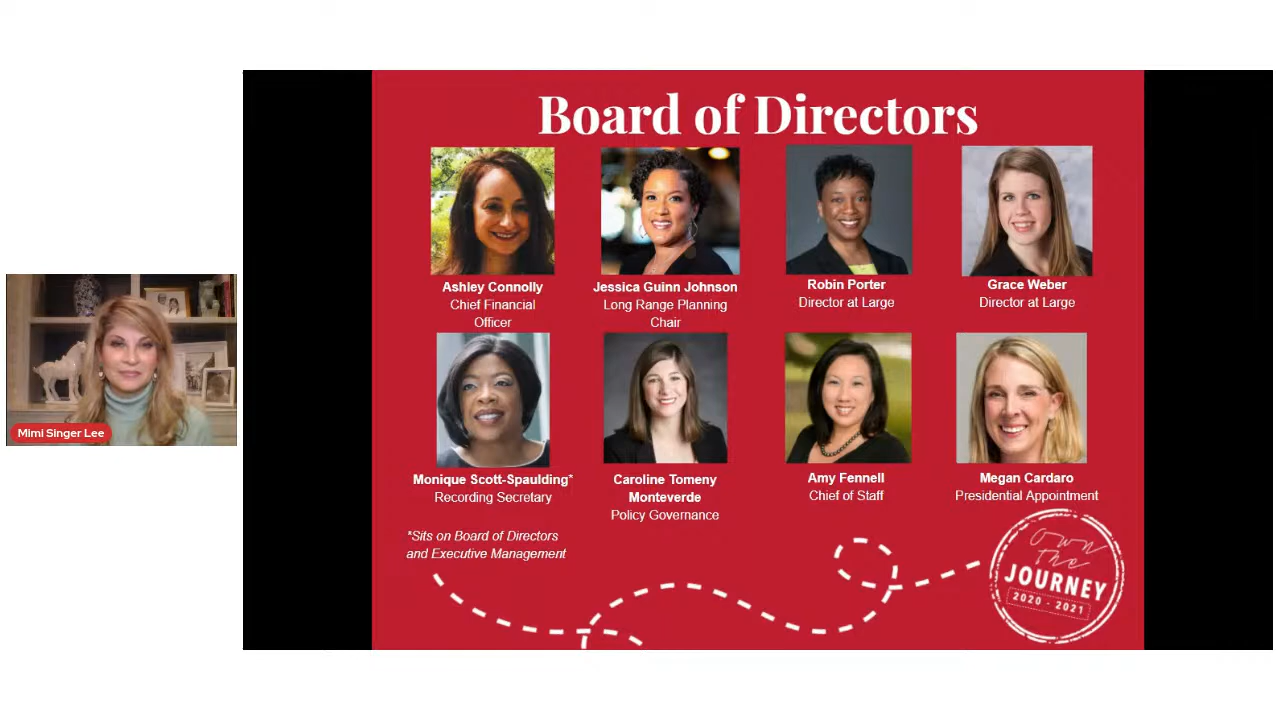 Board of Directors
Ashley Connolly
Chief Financial
Officer
Jessica Guinn Johnson
Long Range Planning
Chair
Robin Porter
Director at Large
Grace Weber
Director at Large
Mimi Singer Lee
Monique Scott-Spaulding*
Recording Secretary
Caroline Tomeny
Monteverde
Policy Governance
Amy Fennell
Chief of Staff
Megan Cardaro
Presidential Appointment
*Sits on Board of Directors
and Executive Management
own
the
JOURNEY
2020 - 2021